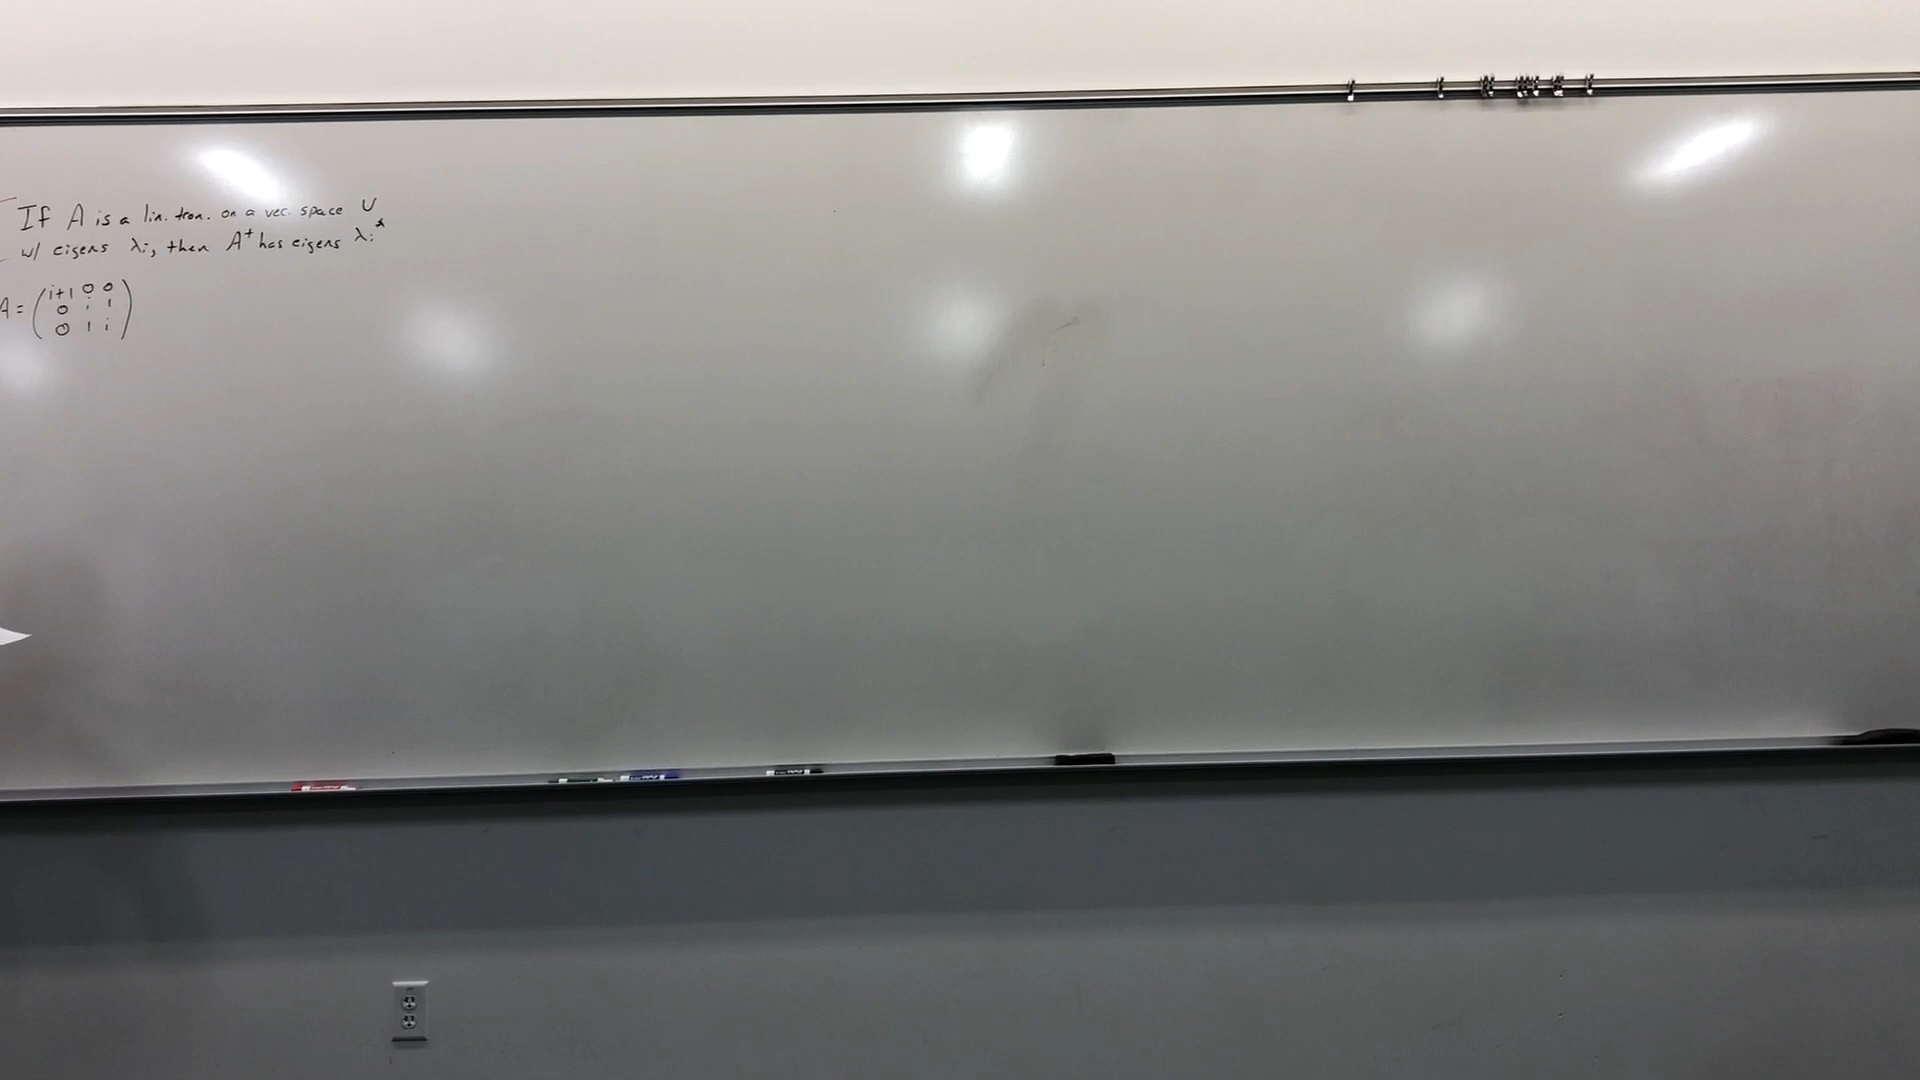 If A is a lin. tran. on a vec. space U
w/ eigens λi, then A† has eigens λi*
A = (i+1 0 0
0 i 1
0 1 i)